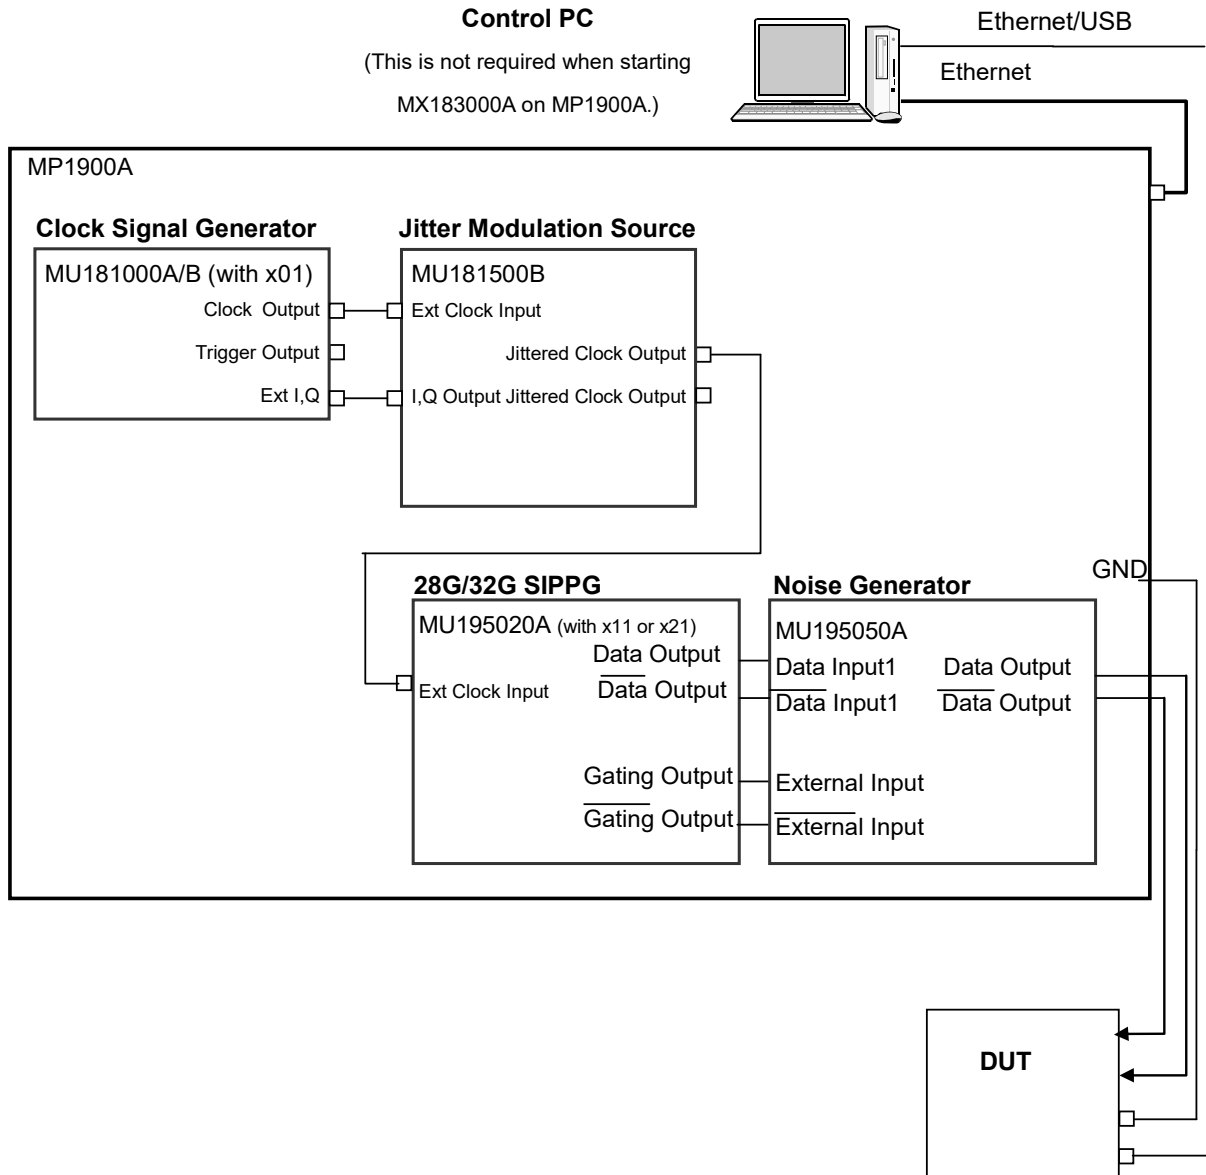 Control PC
(This is not required when starting
MX183000A on MP1900A.)
Ethernet/USB
Ethernet
MP1900A
Clock Signal Generator
MU181000A/B (with x01)
Clock Output
Trigger Output
Ext I,Q
Jitter Modulation Source
MU181500B
Ext Clock Input
Jittered Clock Output
I,Q Output Jittered Clock Output
GND
28G/32G SIPPG
MU195020A (with x11 or x21)
Data Output
Data Output
Ext Clock Input
Gating Output
Gating Output
Noise Generator
MU195050A
Data Input1 Data Output
Data Input1 Data Output
External Input
External Input
DUT